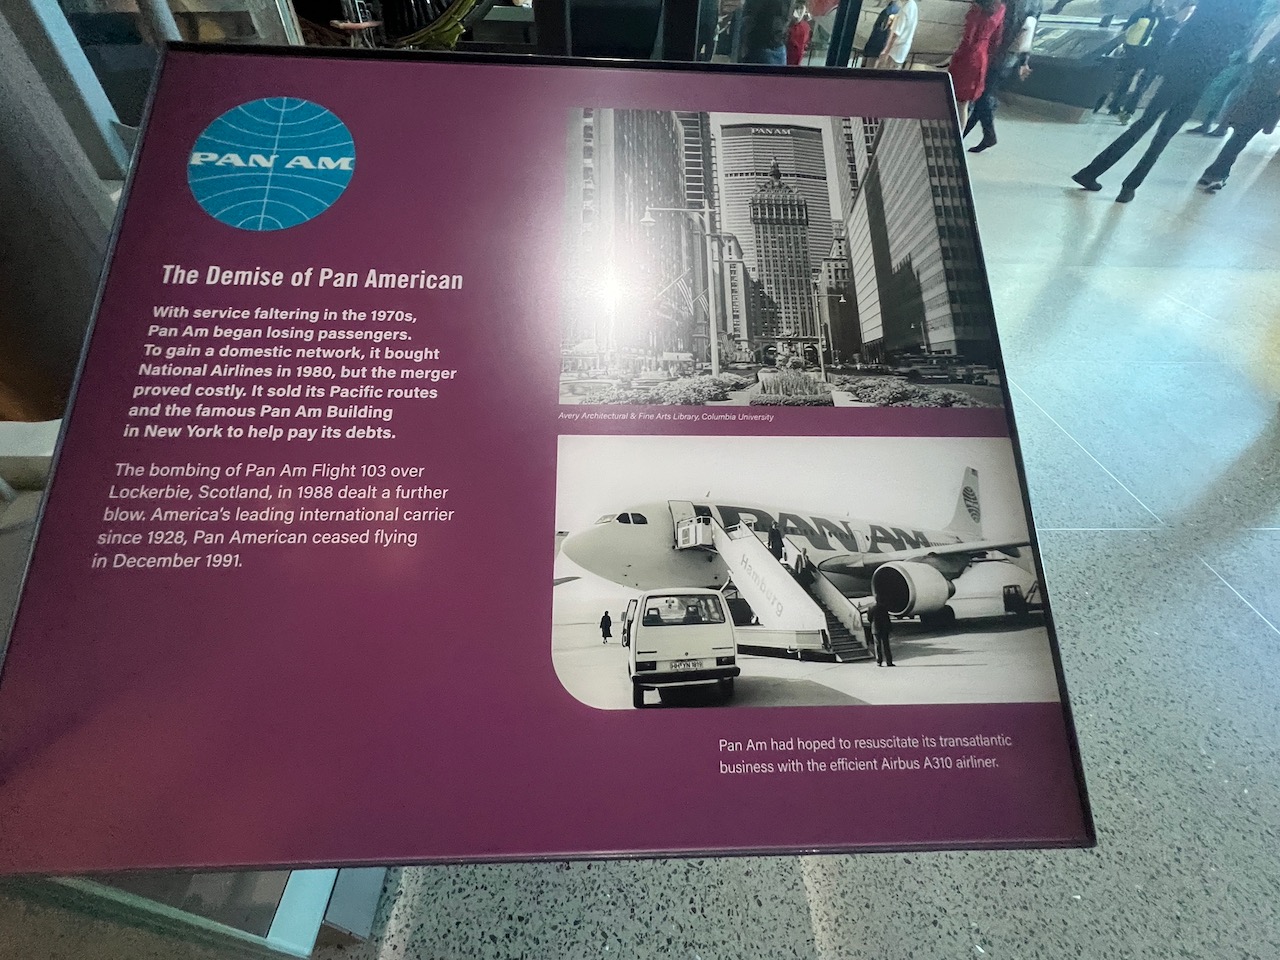 PAN AM
The Demise of Pan American
With service faltering in the 1970s,
Pan Am began losing passengers.
To gain a domestic network, it bought
National Airlines in 1980, but the merger
proved costly. It sold its Pacific routes
and the famous Pan Am Building
in New York to help pay its debts.
The bombing of Pan Am Flight 103 over
Lockerbie, Scotland, in 1988 dealt a further
blow. America's leading international carrier
since 1928, Pan American ceased flying
in December 1991.
PAN AM
Avery Architectural & Fine Arts Library, Columbia University
PAN AM
Hamburg
Pan Am had hoped to resuscitate its transatlantic
business with the efficient Airbus A310 airliner.